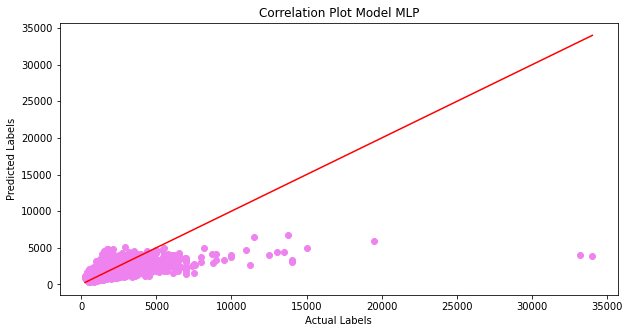 Correlation Plot Model MLP
35000
30000
25000
20000
15000
10000
5000
0
Predicted Labels
0 5000 10000 15000 20000 25000 30000 35000
Actual Labels